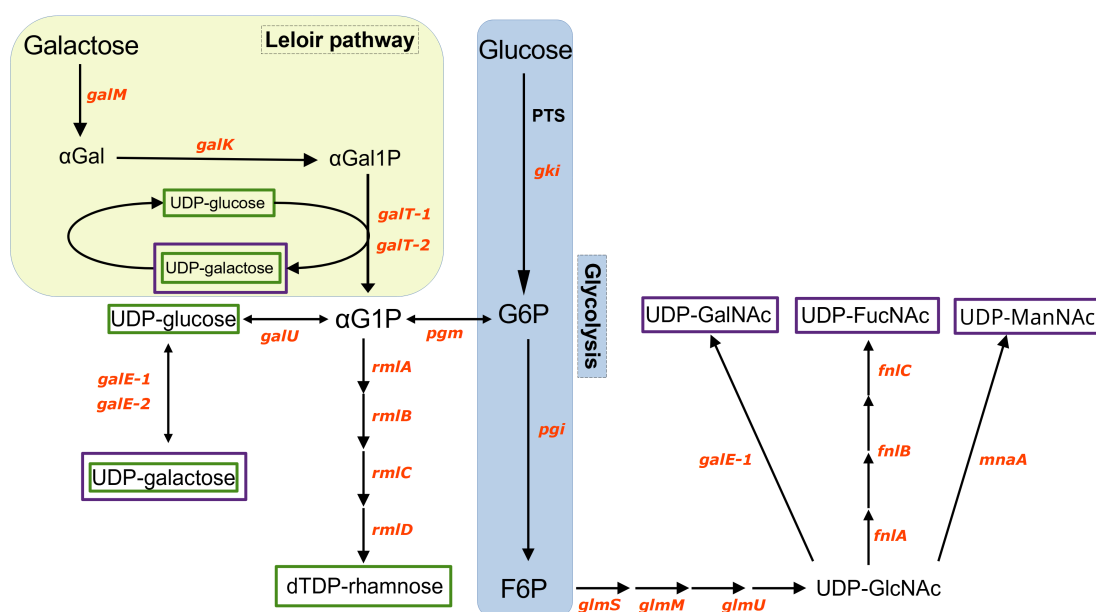 Leloir pathway
Galactose
galM
αGal
galK
αGal1P
UDP-glucose
galT-1
galT-2
UDP-galactose
UDP-glucose
galU
αG1P
pgm
G6P
galE-1
galE-2
UDP-galactose
rmlA
rmlB
rmlC
rmlD
dTDP-rhamnose
Glucose
PTS
gki
Glycolysis
pgi
F6P
glmS
glmM
glmU
UDP-GlcNAc
UDP-GalNAc
UDP-FucNAc
UDP-ManNAc
galE-1
fnlC
fnlB
fnlA
mnaA